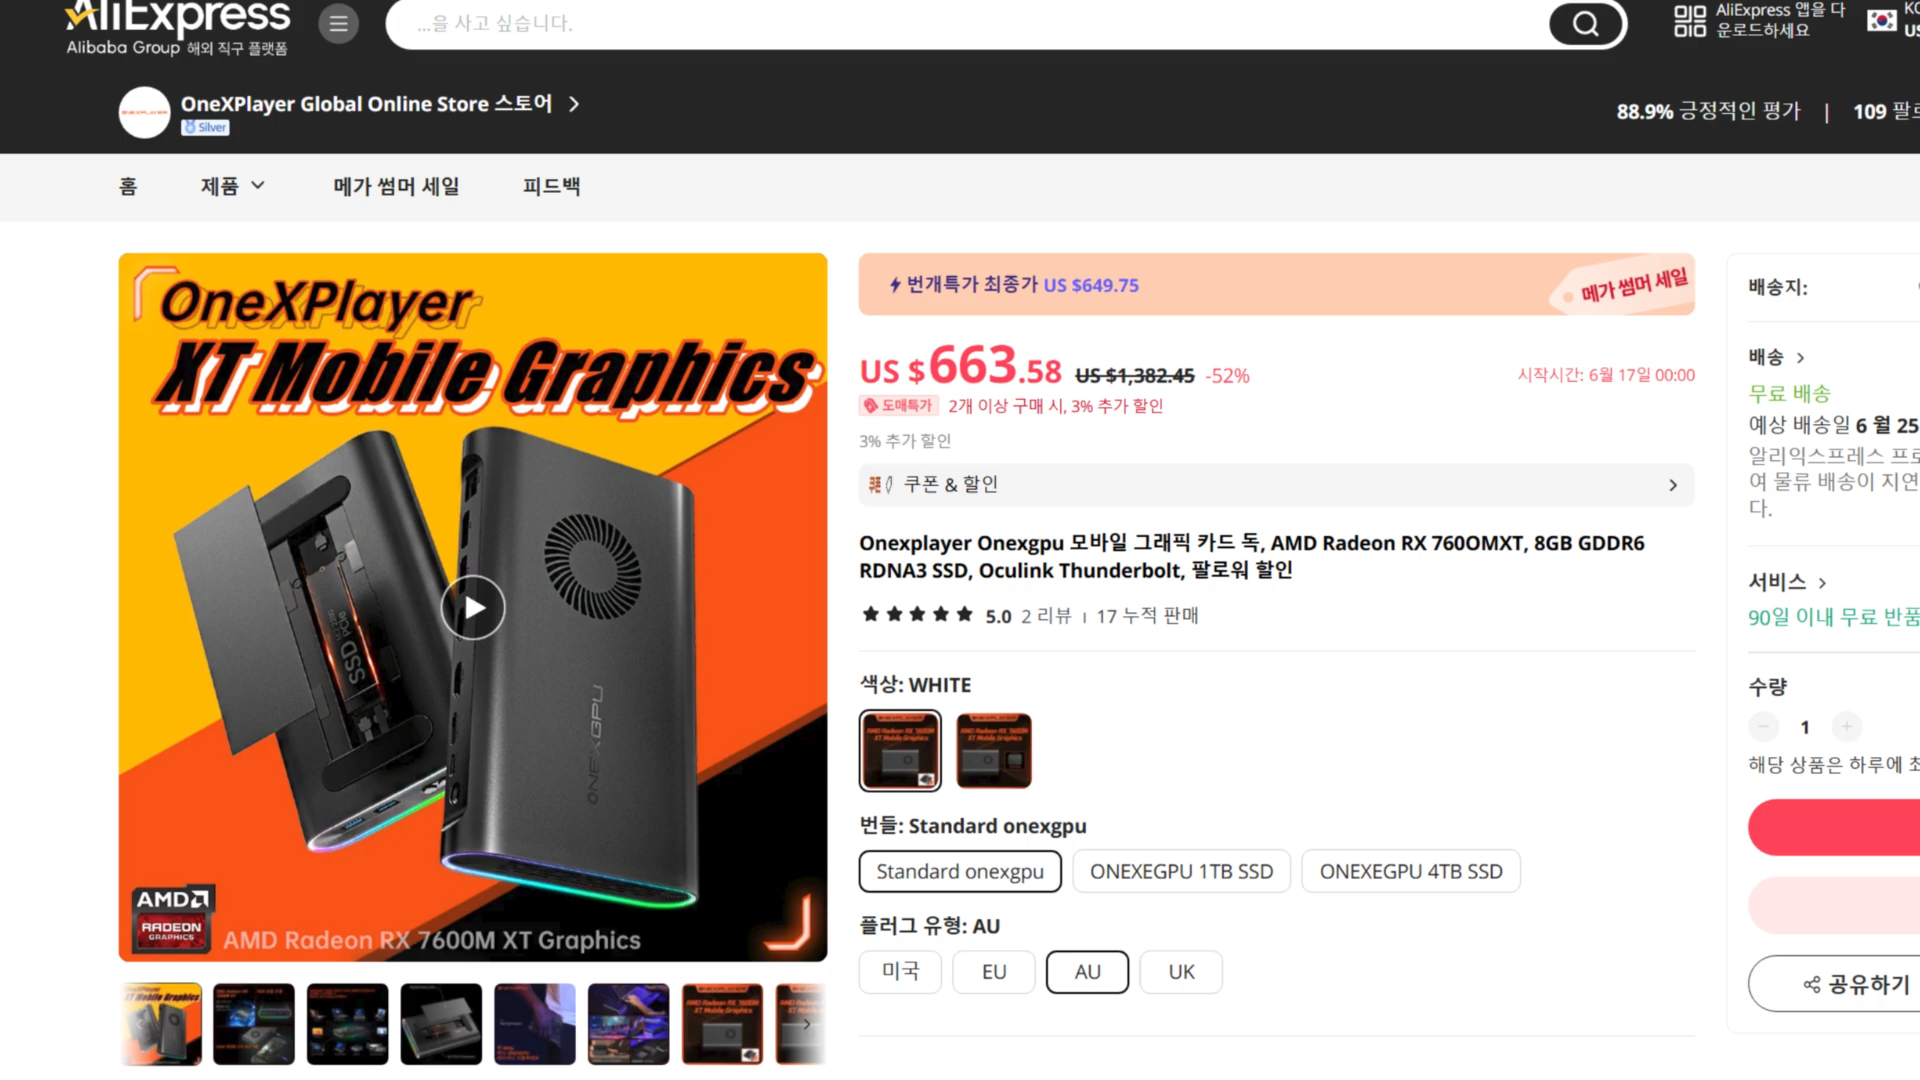 AliExpress
Alibaba Group 해외 직구 플랫폼
...을 사고 싶습니다.
AliExpress 앱을 다
운로드하세요
OneXPlayer Global Online Store 스토어
Silver
88.9% 긍정적인 평가 | 109
홈
제품
메가 썸머 세일
피드백
OneXPlayer
XT Mobile Graphics
SSD
PCIe
ONEXGPU
AMD
RADEON
GRAPHICS
AMD Radeon RX 7600M XT Graphics
번개특가 최종가 US $649.75
메가 썸머 세일
US $663.58 US $1,382.45 -52%
시작시간: 6월 17일 00:00
도매특가 2개 이상 구매 시, 3% 추가 할인
3% 추가 할인
쿠폰 & 할인
Onexplayer Onexgpu 모바일 그래픽 카드 독, AMD Radeon RX 760OMXT, 8GB GDDR6
RDNA3 SSD, Oculink Thunderbolt, 팔로워 할인
5.0 2 리뷰 | 17 누적 판매
색상: WHITE
번들: Standard onexgpu
Standard onexgpu
ONEXEGPU 1TB SSD
ONEXEGPU 4TB SSD
플러그 유형: AU
미국
EU
AU
UK
배송지:
배송
무료 배송
예상 배송일 6 월 25
알리익스프레스 프로
여 물류 배송이 지연
다.
서비스
90일 이내 무료 반품
수량
1
해당 상품은 하루에 최
공유하기